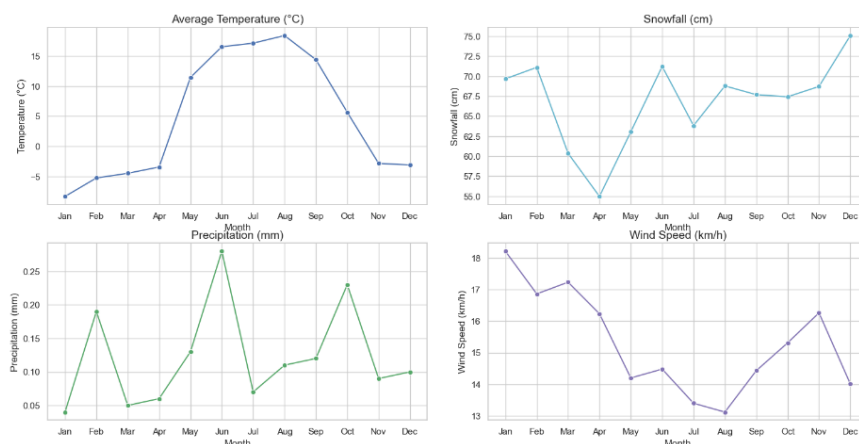 Average Temperature (°C)
Temperature (°C)
15
10
5
0
−5
Jan Feb Mar Apr May Jun Jul Aug Sep Oct Nov Dec
Month
Snowfall (cm)
Snowfall (cm)
75.0
72.5
70.0
67.5
65.0
62.5
60.0
57.5
55.0
Jan Feb Mar Apr May Jun Jul Aug Sep Oct Nov Dec
Month
Precipitation (mm)
Precipitation (mm)
0.25
0.20
0.15
0.10
0.05
Jan Feb Mar Apr May Jun Jul Aug Sep Oct Nov Dec
Month
Wind Speed (km/h)
Wind Speed (km/h)
18
17
16
15
14
13
Jan Feb Mar Apr May Jun Jul Aug Sep Oct Nov Dec
Month